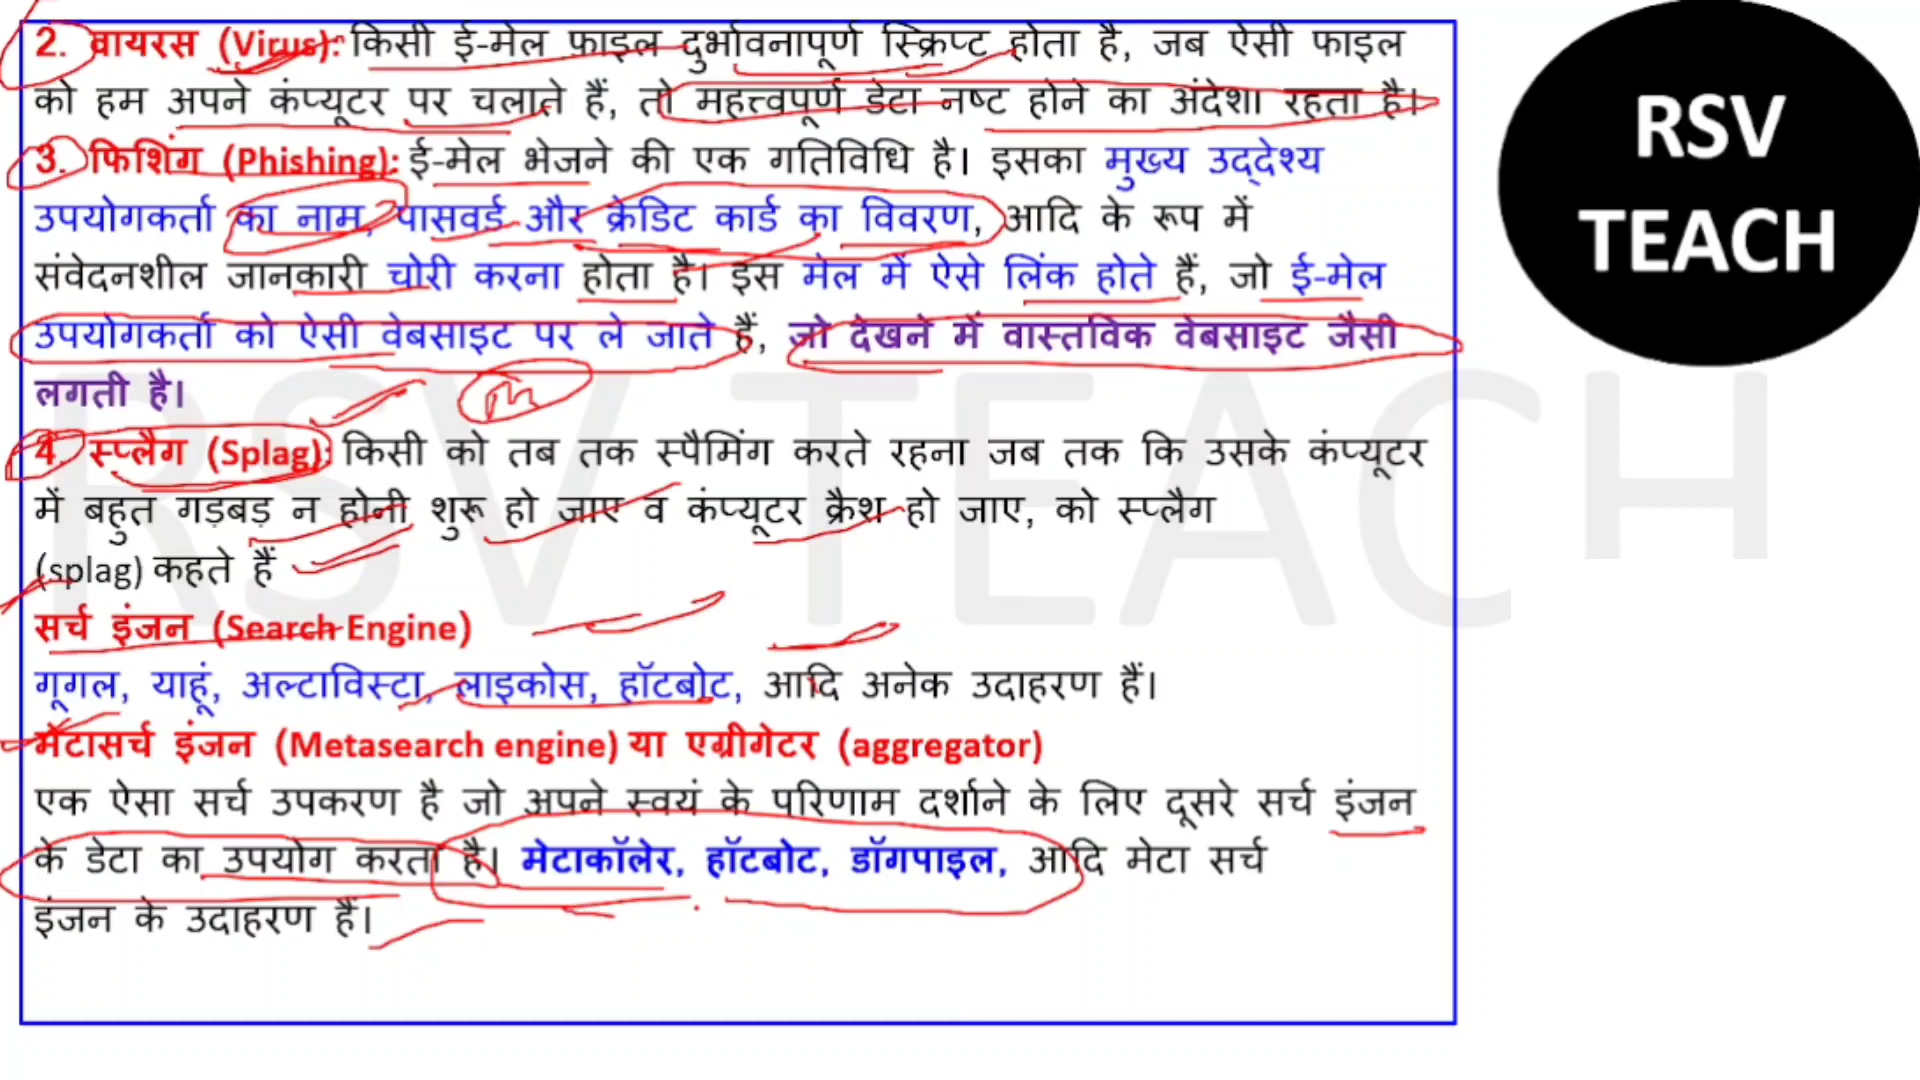 2. वायरस (Virus): किसी ई-मेल फ़ाइल दुर्भावनापूर्ण स्क्रिप्ट होता है, जब ऐसी फाइल
को हम अपने कंप्यूटर पर चलाते हैं, तो महत्त्वपूर्ण डेटा नष्ट होने का अंदेशा रहता है।
3. फिशिंग (Phishing): ई-मेल भेजने की एक गतिविधि है। इसका मुख्य उद्देश्य
उपयोगकर्ता का नाम, पासवर्ड और क्रेडिट कार्ड का विवरण, आदि के रूप में
संवेदनशील जानकारी चोरी करना होता है। इस मेल में ऐसे लिंक होते हैं, जो ई-मेल
उपयोगकर्ता को ऐसी वेबसाइट पर ले जाते हैं, जो देखने में वास्तविक वेबसाइट जैसी
लगती है।
4. स्प्लैग (Splag): किसी को तब तक स्पैमिंग करते रहना जब तक कि उसके कंप्यूटर
में बहुत गड़बड़ न होनी शुरू हो जाए व कंप्यूटर क्रैश हो जाए, को स्प्लैग
(splag) कहते हैं
सर्च इंजन (Search Engine)
गूगल, याहूं, अल्टाविस्टा, लाइकोस, हॉटबोट, आदि अनेक उदाहरण हैं।
मेटासर्च इंजन (Metasearch engine) या एग्रीगेटर (aggregator)
एक ऐसा सर्च उपकरण है जो अपने स्वयं के परिणाम दर्शाने के लिए दूसरे सर्च इंजन
के डेटा का उपयोग करता है। मेटाकॉलेर, हॉटबोट, डॉगपाइल, आदि मेटा सर्च
इंजन के उदाहरण हैं।
RSV
TEACH
RSV TEACH